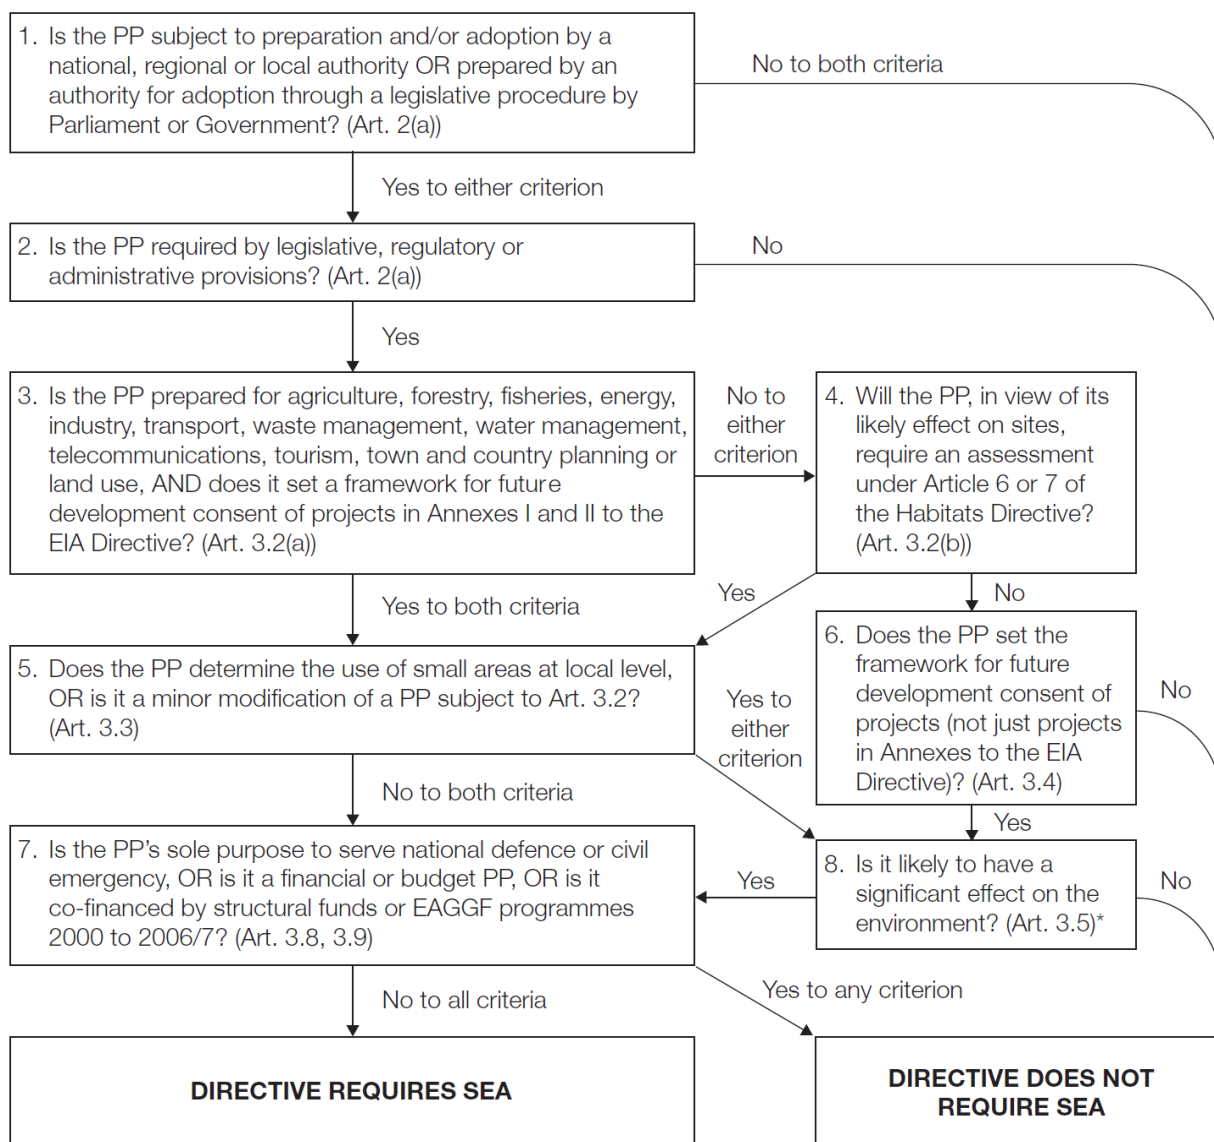 1. Is the PP subject to preparation and/or adoption by a
national, regional or local authority OR prepared by an
authority for adoption through a legislative procedure by
Parliament or Government? (Art. 2(a))
No to both criteria
Yes to either criterion
2. Is the PP required by legislative, regulatory or
administrative provisions? (Art. 2(a))
No
Yes
3. Is the PP prepared for agriculture, forestry, fisheries, energy,
industry, transport, waste management, water management,
telecommunications, tourism, town and country planning or
land use, AND does it set a framework for future
development consent of projects in Annexes I and II to the
EIA Directive? (Art. 3.2(a))
No to
either
criterion
4. Will the PP, in view of its
likely effect on sites,
require an assessment
under Article 6 or 7 of
the Habitats Directive?
(Art. 3.2(b))
Yes to both criteria
Yes
No
5. Does the PP determine the use of small areas at local level,
OR is it a minor modification of a PP subject to Art. 3.2?
(Art. 3.3)
Yes to
either
criterion
6. Does the PP set the
framework for future
development consent of
projects (not just projects
in Annexes to the EIA
Directive)? (Art. 3.4)
No
No to both criteria
Yes
7. Is the PP's sole purpose to serve national defence or civil
emergency, OR is it a financial or budget PP, OR is it
co-financed by structural funds or EAGGF programmes
2000 to 2006/7? (Art. 3.8, 3.9)
Yes
8. Is it likely to have a
significant effect on the
environment? (Art. 3.5)*
No
No to all criteria
Yes to any criterion
DIRECTIVE REQUIRES SEA
DIRECTIVE DOES NOT
REQUIRE SEA